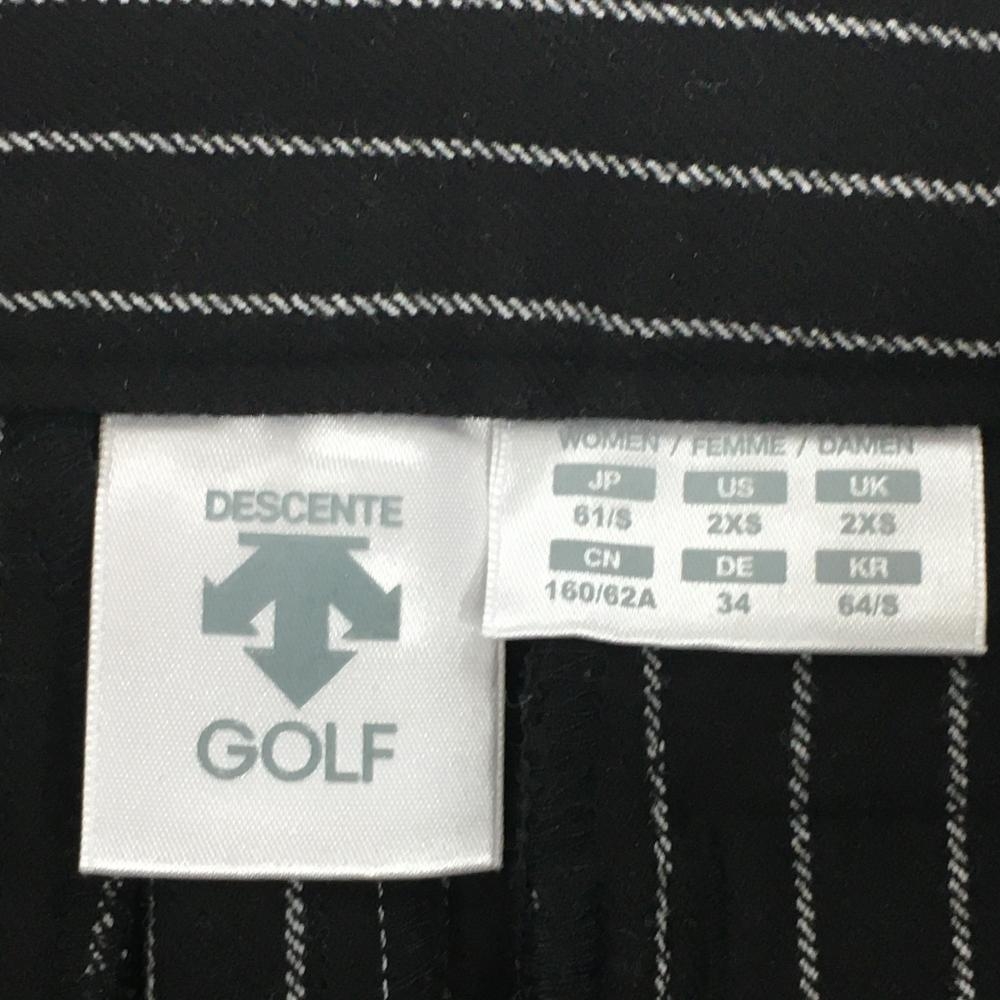 DESCENTE
GOLF
WOMEN / FEMME / DAMEN
JP US UK
61/S 2XS 2XS
CN DE KR
160/62A 34 64/S